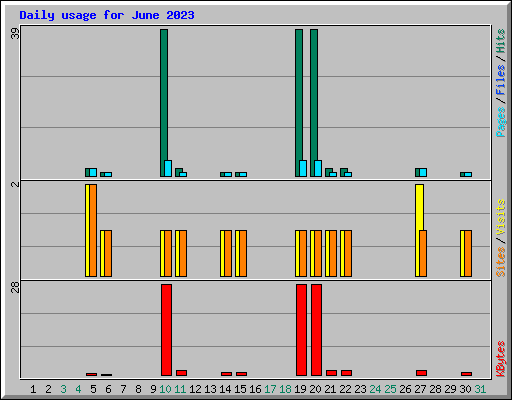 Daily usage for June 2023
39
2
28
Pages / Files / Hits
Sites / Visits
KBytes
1 2 3 4 5 6 7 8 9 10 11 12 13 14 15 16 17 18 19 20 21 22 23 24 25 26 27 28 29 30 31